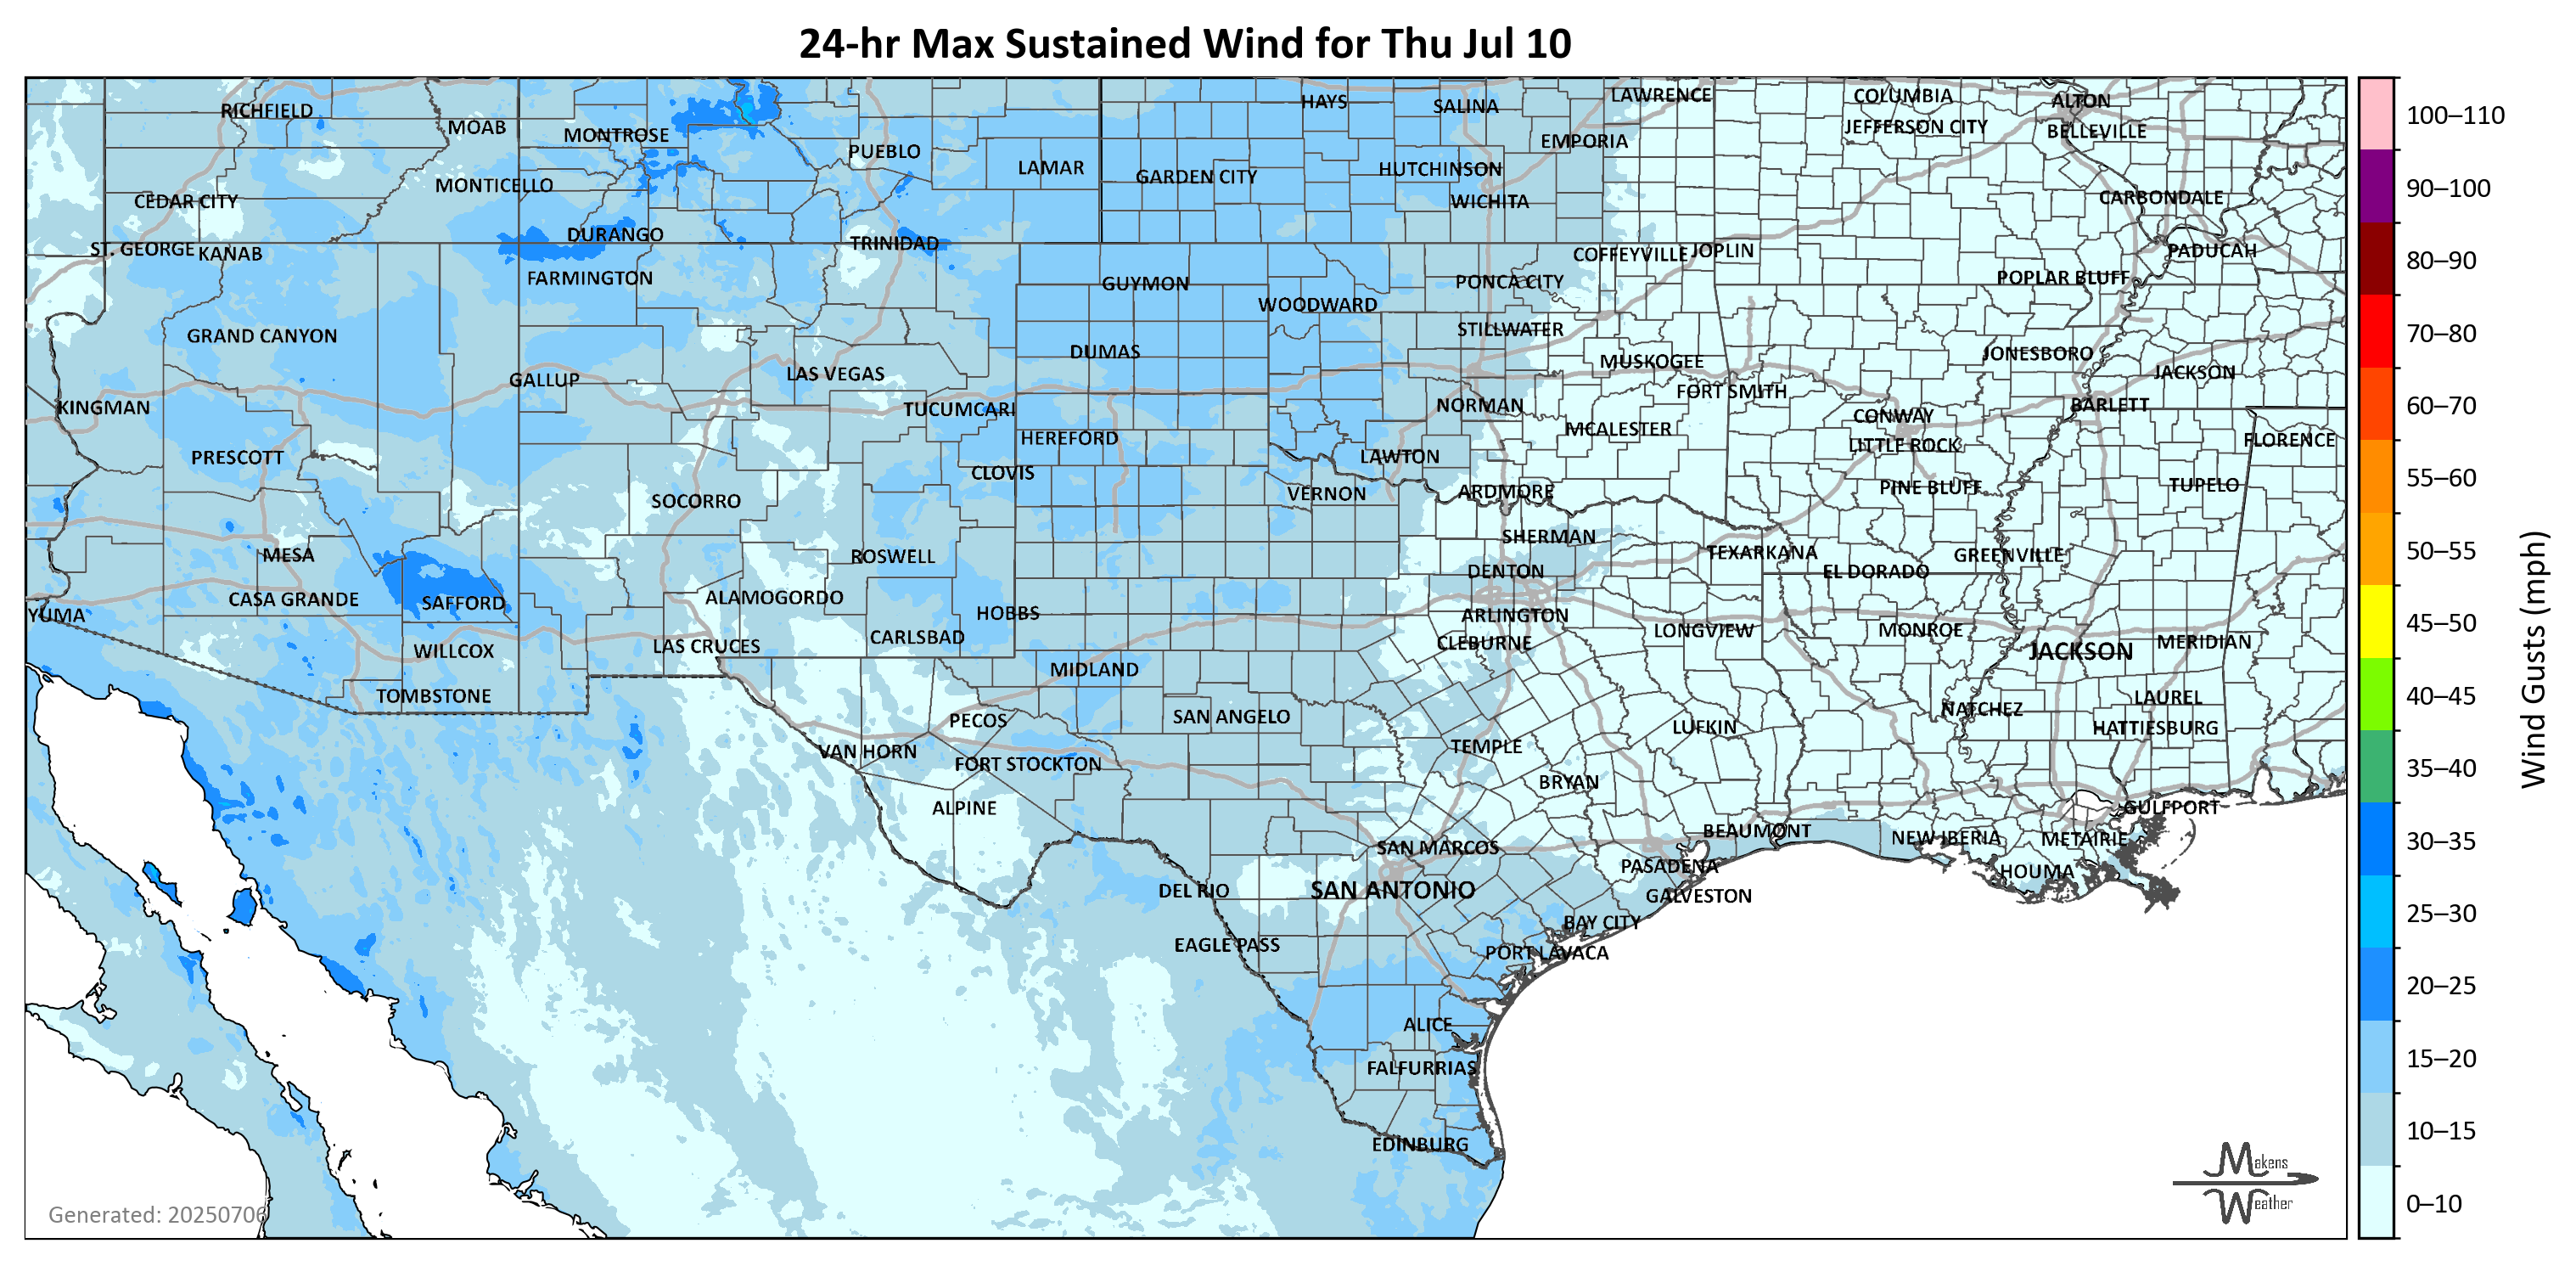 24-hr Max Sustained Wind for Thu Jul 10
RICHFIELD
MOAB
MONTROSE
PUEBLO
LAMAR
HAYS
SALINA
LAWRENCE
COLUMBIA
ALTON
JEFFERSON CITY
BELLEVILLE
EMPORIA
HUTCHINSON
GARDEN CITY
WICHITA
MONTICELLO
CEDAR CITY
CARBONDALE
DURANGO
TRINIDAD
ST. GEORGE
KANAB
FARMINGTON
GUYMON
COFFEYVILLE
JOPLIN
PADUCAH
POPLAR BLUFF
PONCA CITY
WOODWARD
STILLWATER
GRAND CANYON
DUMAS
MUSKOGEE
JONESBORO
LAS VEGAS
GALLUP
JACKSON
FORT SMITH
KINGMAN
TUCUMCARI
NORMAN
BARLETT
CONWAY
MCALESTER
HEREFORD
LITTLE ROCK
FLORENCE
PRESCOTT
LAWTON
CLOVIS
SOCORRO
VERNON
ARDMORE
PINE BLUFF
TUPELO
SHERMAN
MESA
ROSWELL
TEXARKANA
GREENVILLE
DENTON
EL DORADO
CASA GRANDE
SAFFORD
ALAMOGORDO
YUMA
HOBBS
ARLINGTON
CARLSBAD
CLEBURNE
LONGVIEW
MONROE
MERIDIAN
WILLCOX
LAS CRUCES
JACKSON
MIDLAND
TOMBSTONE
LAUREL
NATCHEZ
PECOS
SAN ANGELO
LUFKIN
HATTIESBURG
VAN HORN
TEMPLE
FORT STOCKTON
BRYAN
ALPINE
GULFPORT
BEAUMONT
NEW IBERIA
METAIRIE
SAN MARCOS
PASADENA
HOUMA
DEL RIO
SAN ANTONIO
GALVESTON
BAY CITY
EAGLE PASS
PORT LAVACA
ALICE
FALFURRIAS
EDINBURG
Generated: 20250706
Makens
Weather
100–110
90–100
80–90
70–80
60–70
55–60
50–55
45–50
40–45
35–40
30–35
25–30
20–25
15–20
10–15
0–10
Wind Gusts (mph)